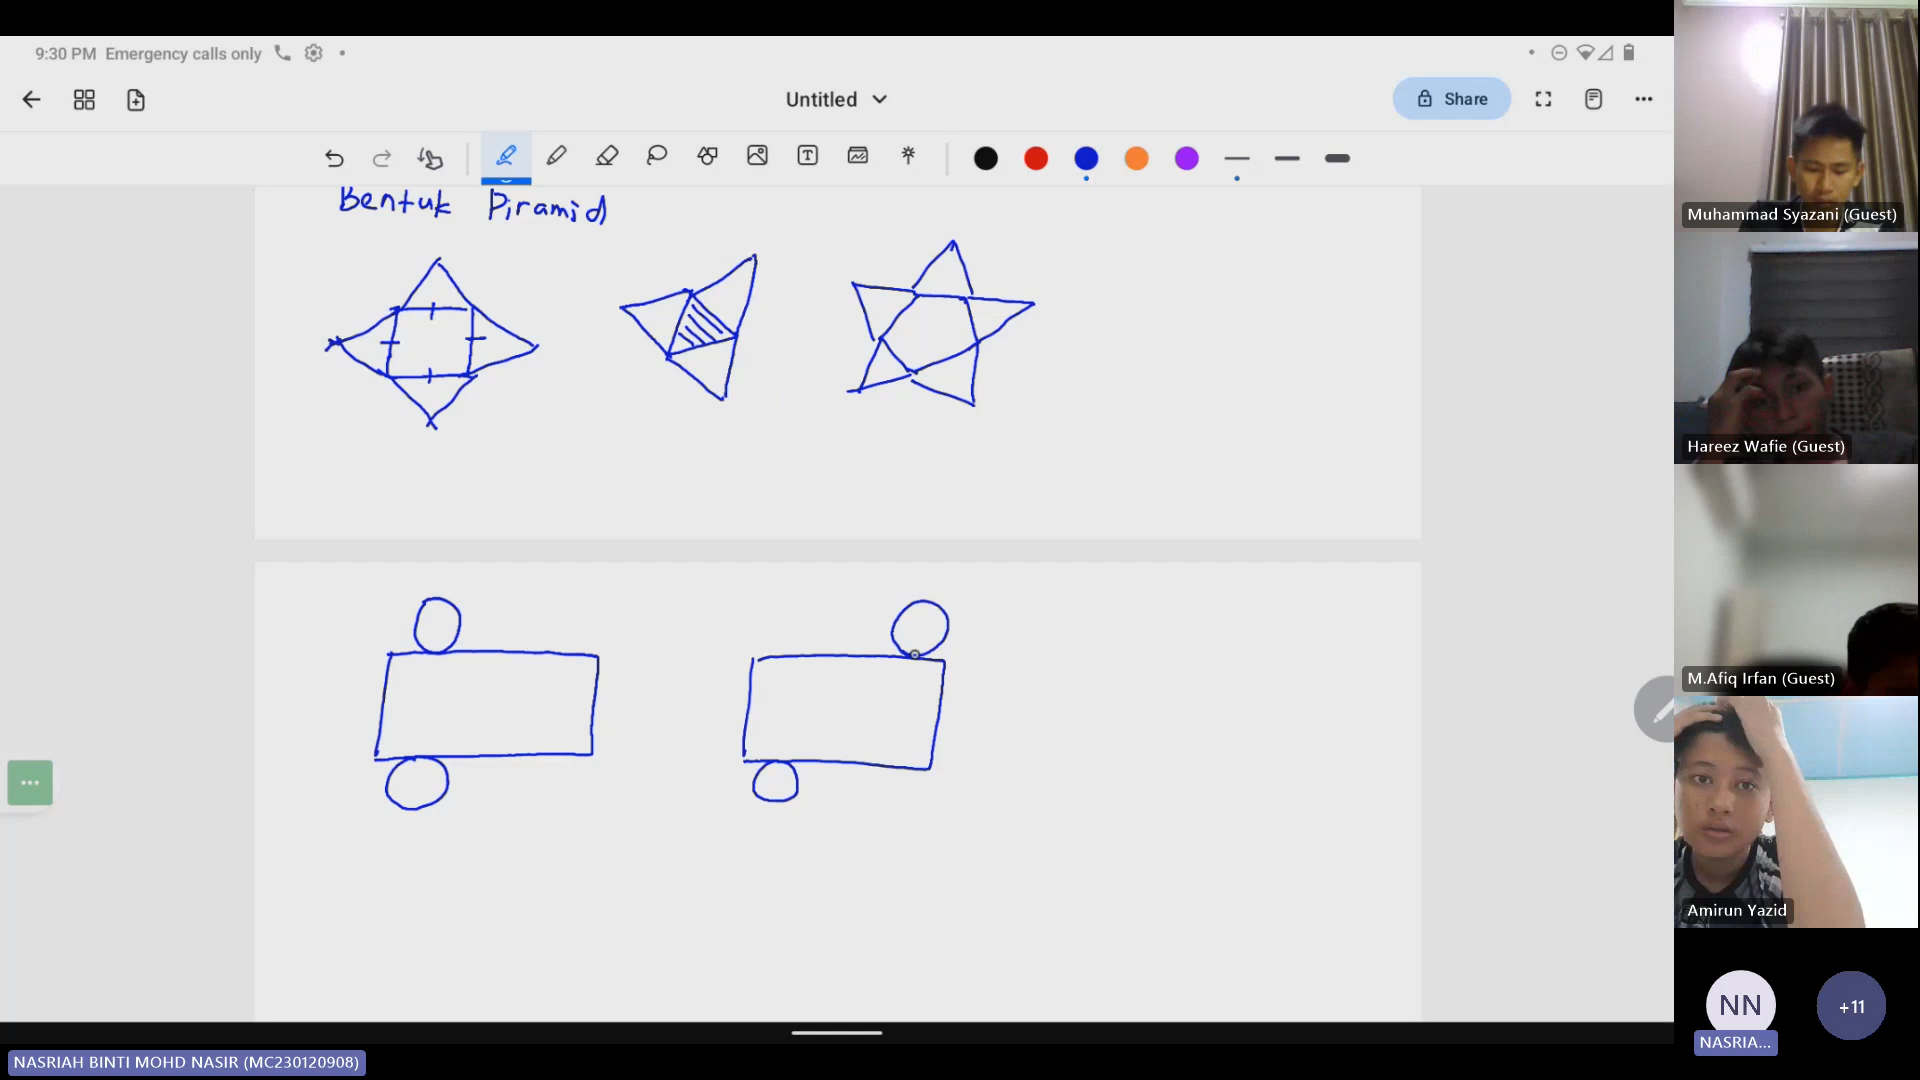 9:30 PM Emergency calls only
Untitled
Share
Bentuk Piramid
Muhammad Syazani (Guest)
Hareez Wafie (Guest)
M.Afiq Irfan (Guest)
Amirun Yazid
NN
+11
NASRIA...
NASRIAH BINTI MOHD NASIR (MC230120908)